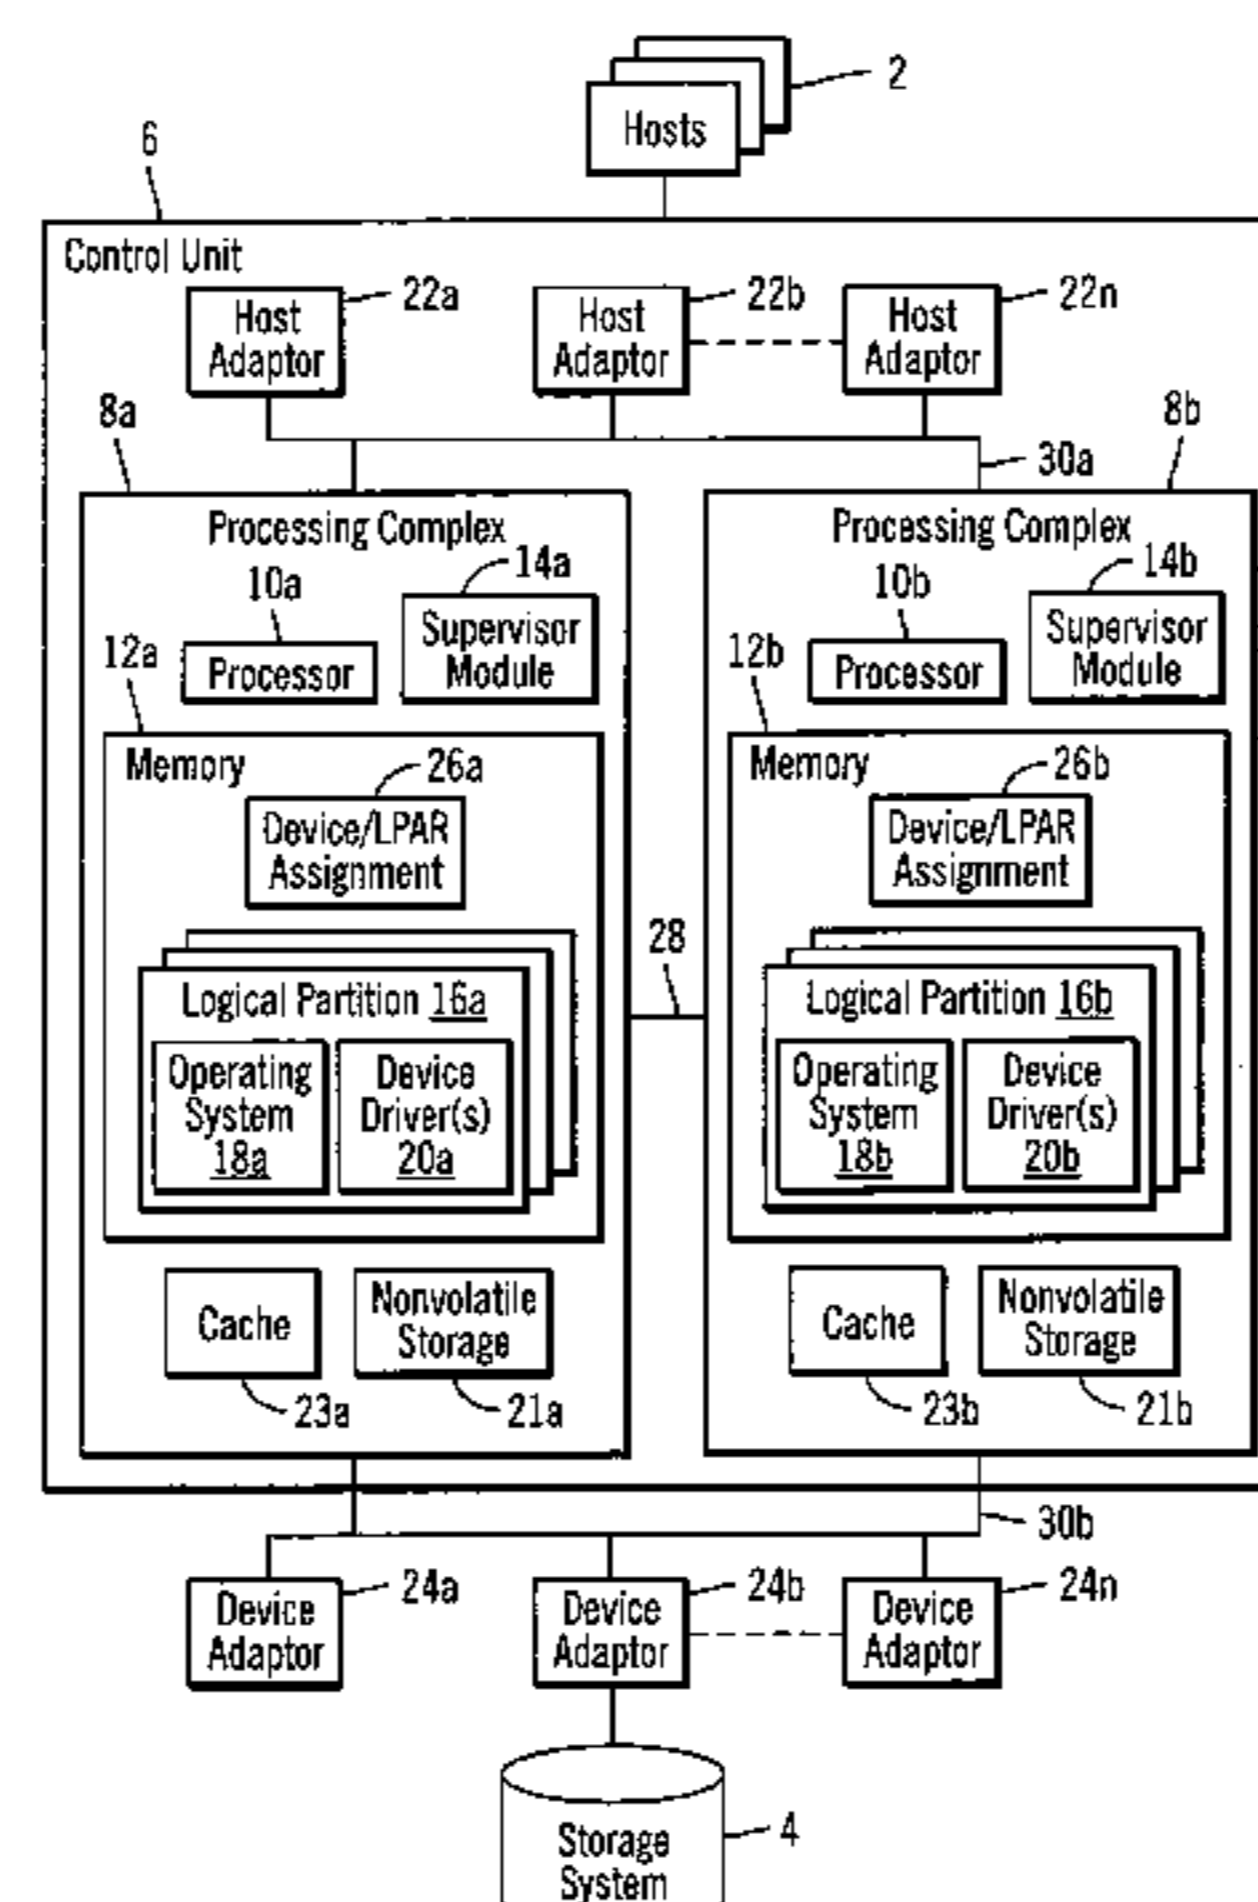 2
Hosts
6
Control Unit
22a
22b
22n
Host
Adaptor
Host
Adaptor
Host
Adaptor
8a
8b
30a
Processing Complex
14a
10a
Supervisor
Module
12a
Processor
Memory
26a
Device/LPAR
Assignment
Logical Partition 16a
Operating
System
18a
Device
Driver(s)
20a
Cache
Nonvolatile
Storage
23a
21a
28
Processing Complex
14b
10b
Supervisor
Module
12b
Processor
Memory
26b
Device/LPAR
Assignment
Logical Partition 16b
Operating
System
18b
Device
Driver(s)
20b
Cache
Nonvolatile
Storage
23b
21b
30b
24a
24b
24n
Device
Adaptor
Device
Adaptor
Device
Adaptor
4
Storage
System